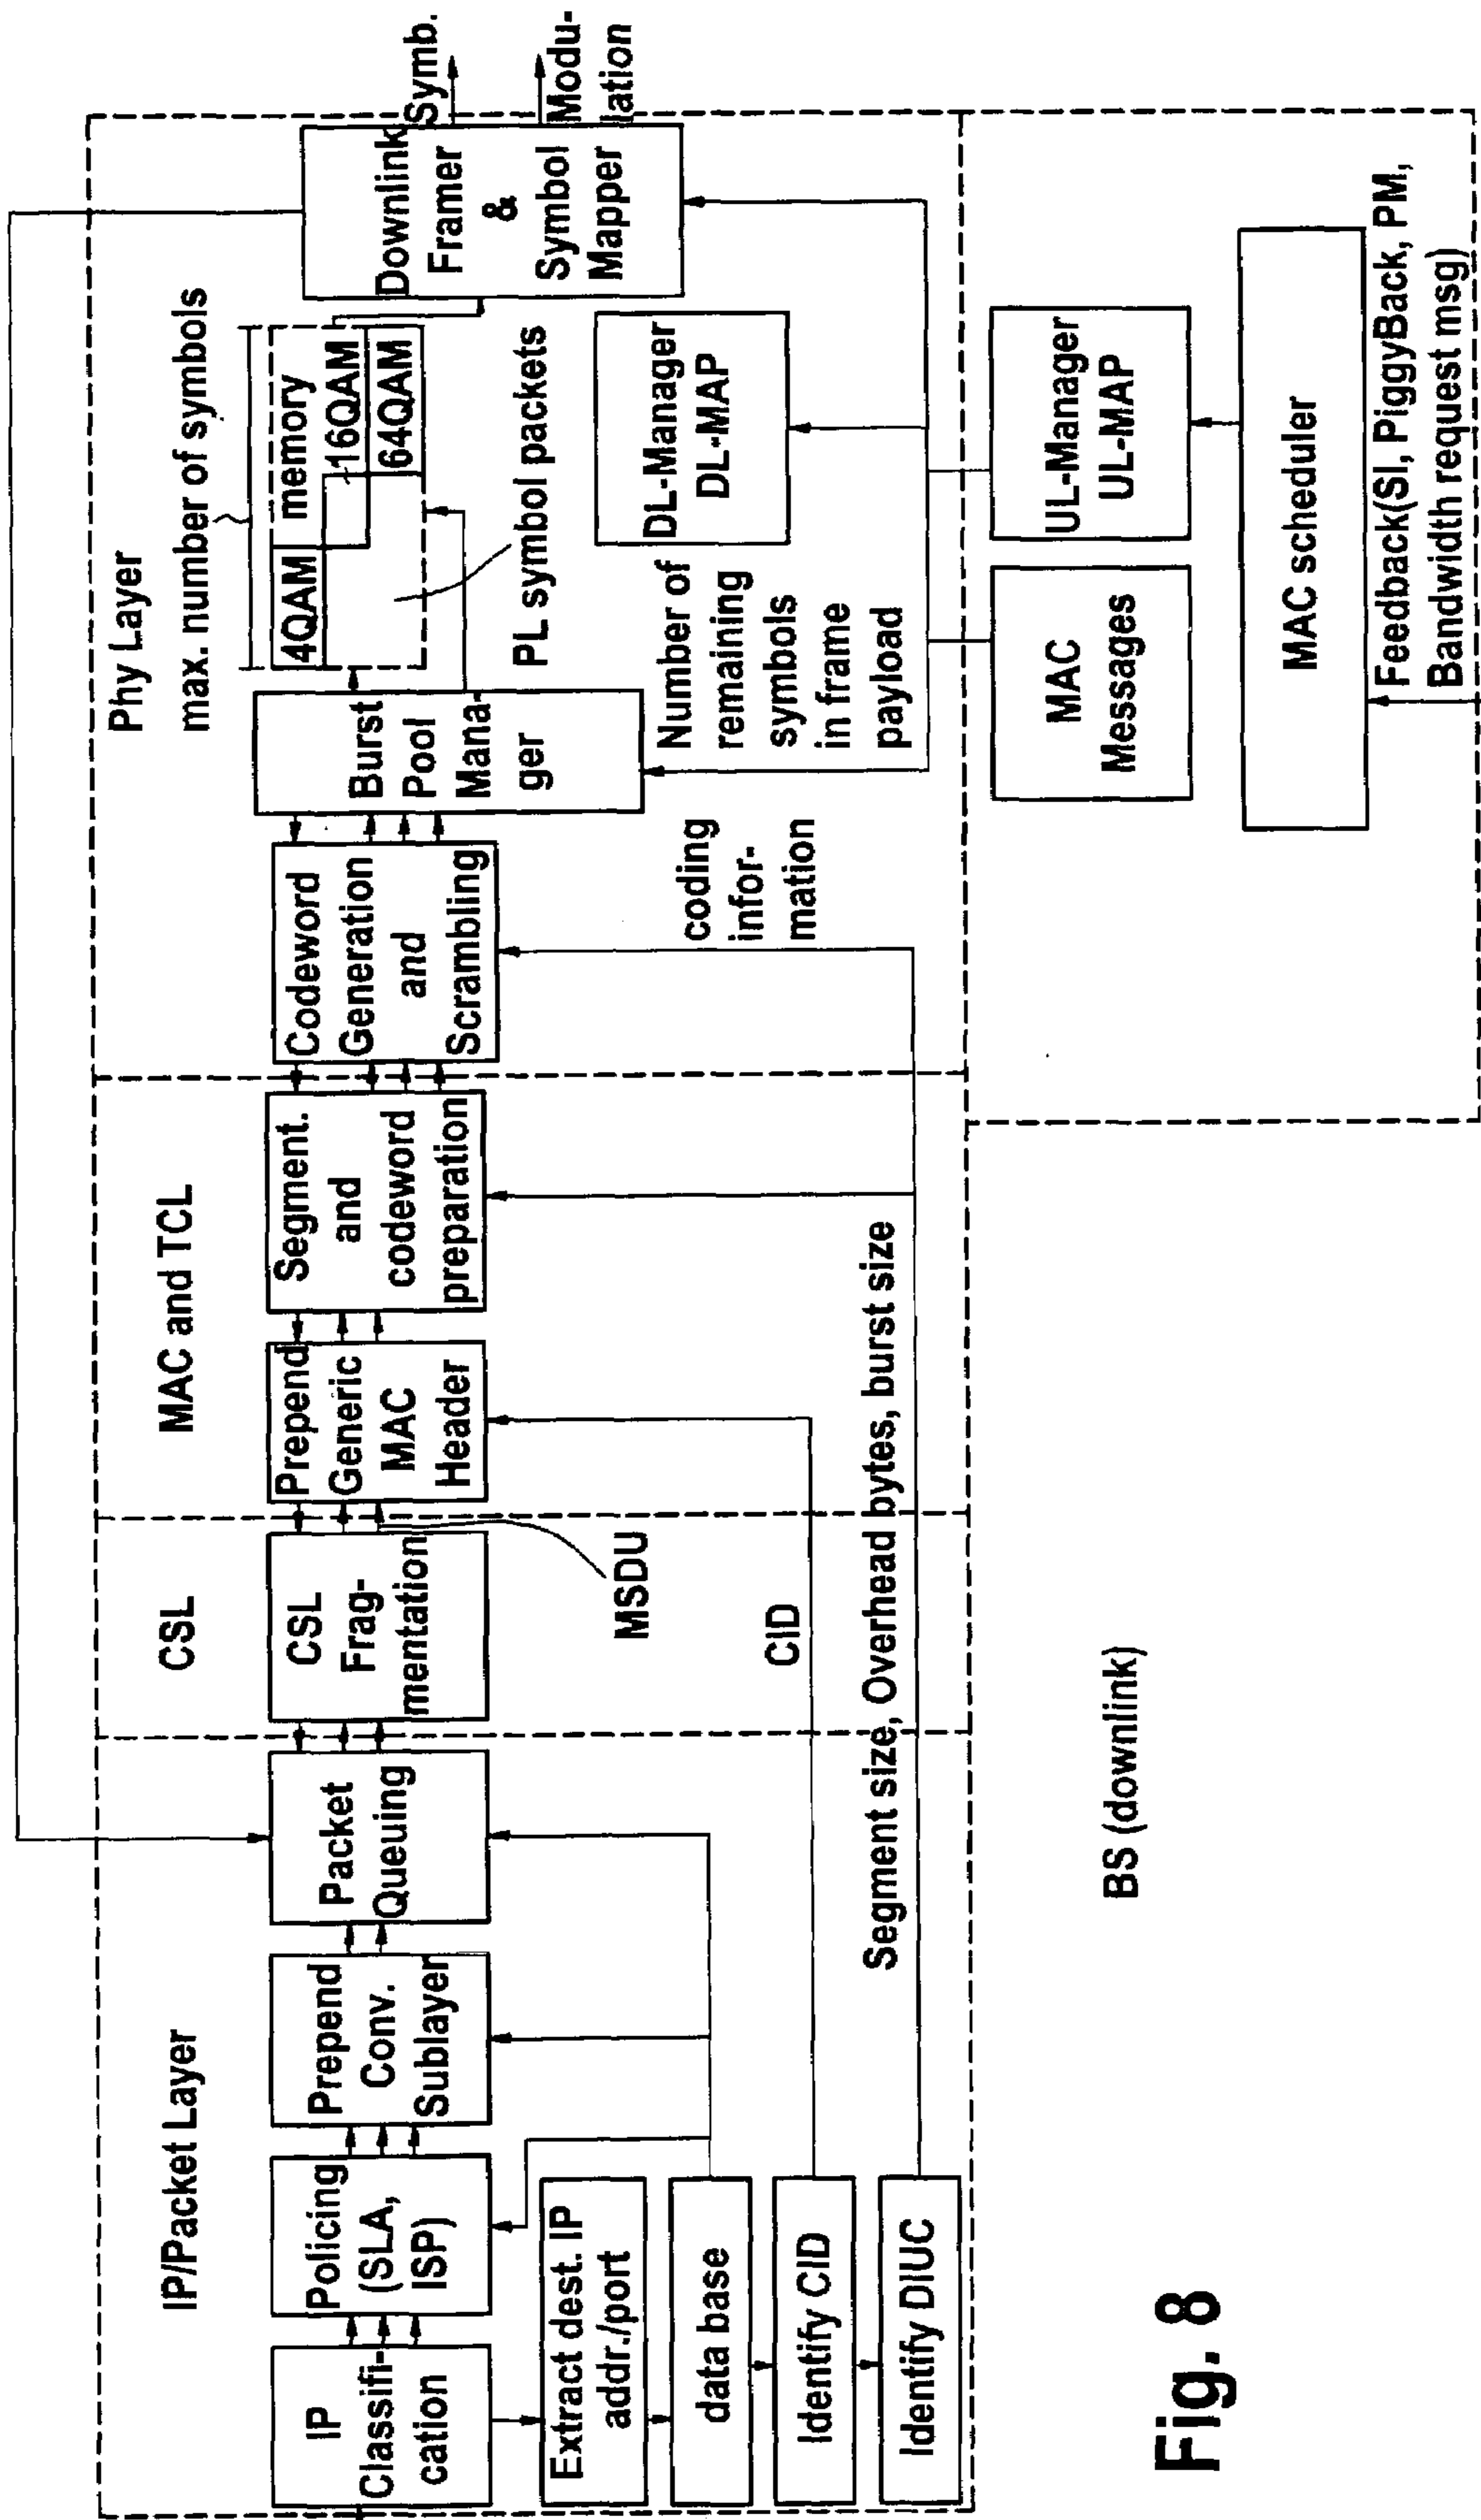 IP/Packet Layer
CSL
MAC and TCL
Phy Layer
IP
Classifi-
cation
Policing
(SLA,
ISP)
Prepend
Conv.
Sublayer
Packet
Queuing
CSL
Frag-
mentation
MSDU
Prepend
Generic
MAC
Header
Segment.
and
codeword
preparation
Codeword
Generation
and
Scrambling
Burst
Pool
Mana-
ger
max. number of symbols
memory
4QAM
16QAM
64QAM
PL symbol packets
Downlink
Framer
&
Symbol
Mapper
Symb.
Modu-
lation
Extract dest. IP
addr./port
data base
Identify CID
Identify DIUC
CID
Segment size, Overhead bytes, burst size
coding
infor-
mation
Number of
remaining
symbols
in frame
payload
DL-Manager
DL-MAP
MAC
Messages
UL-Manager
UL-MAP
MAC scheduler
Feedback(SI, PiggyBack, PM,
Bandwidth request msg)
BS (downlink)
Fig. 8